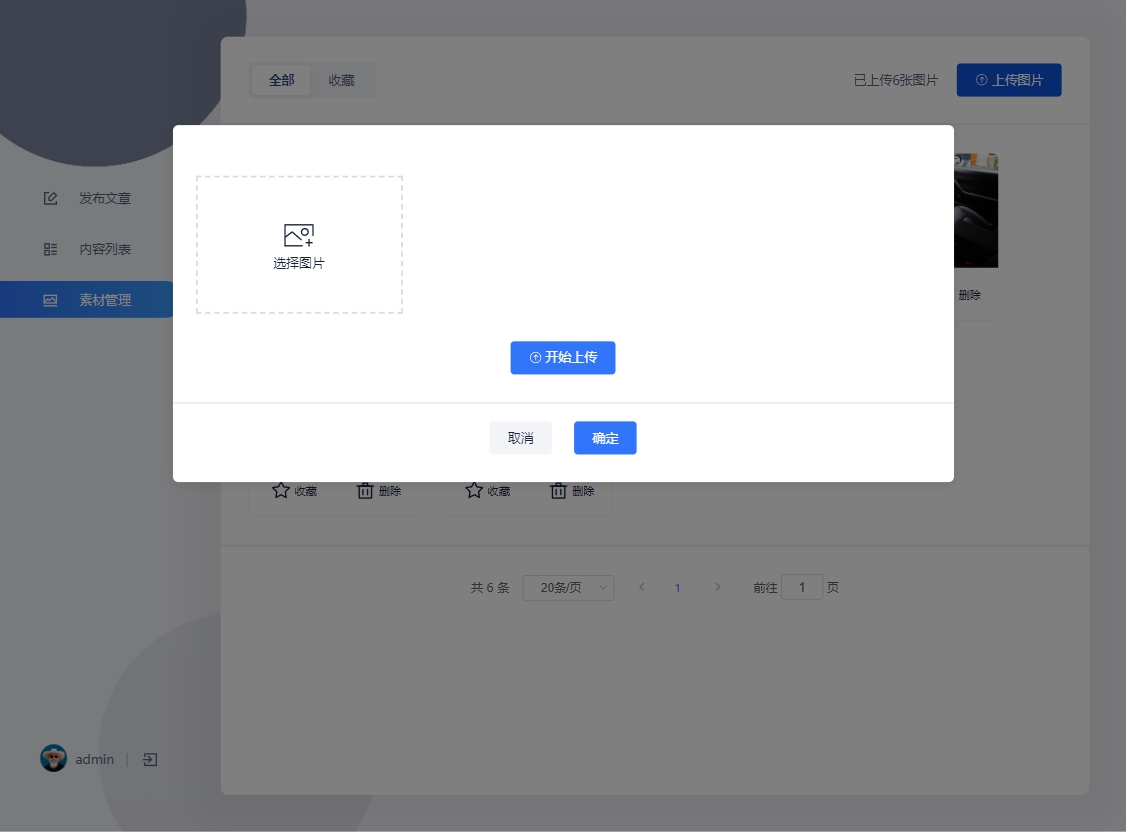 全部 收藏 已上传6张图片 上传图片
发布文章
内容列表
素材管理
选择图片
删除
开始上传
取消 确定
收藏 删除 收藏 删除
共 6 条 20条/页 1 前往 1 页
admin